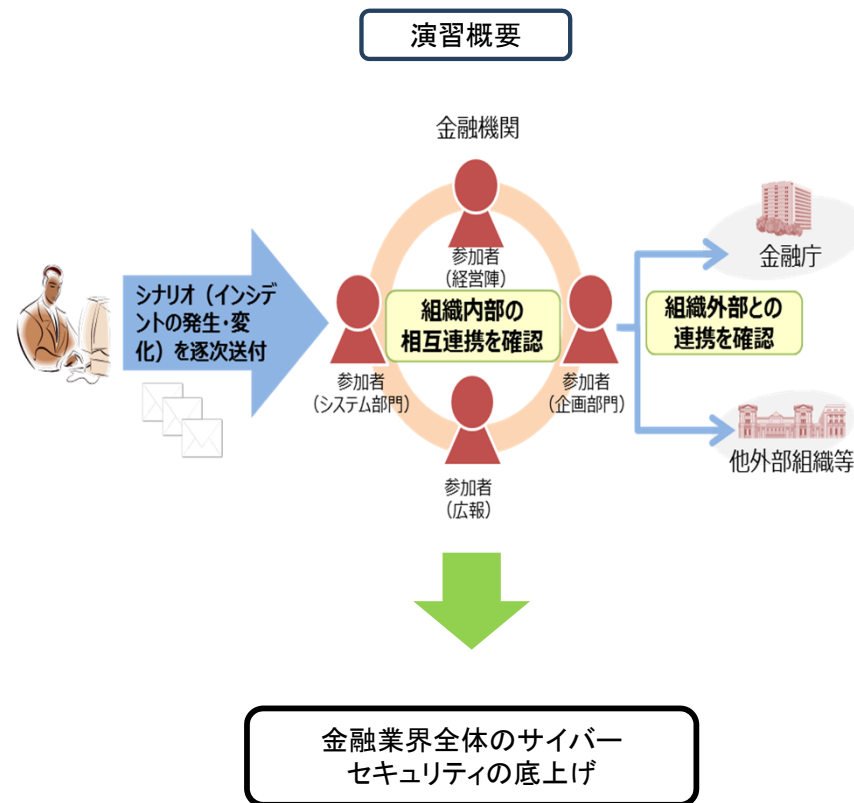 演習概要
金融機関
参加者
(経営陣)
シナリオ（インシデ
ントの発生・変
化）を逐次送付
組織内部の
相互連携を確認
参加者
(システム部門)
参加者
(企画部門)
参加者
(広報)
組織外部との
連携を確認
金融庁
他外部組織等
金融業界全体のサイバー
セキュリティの底上げ